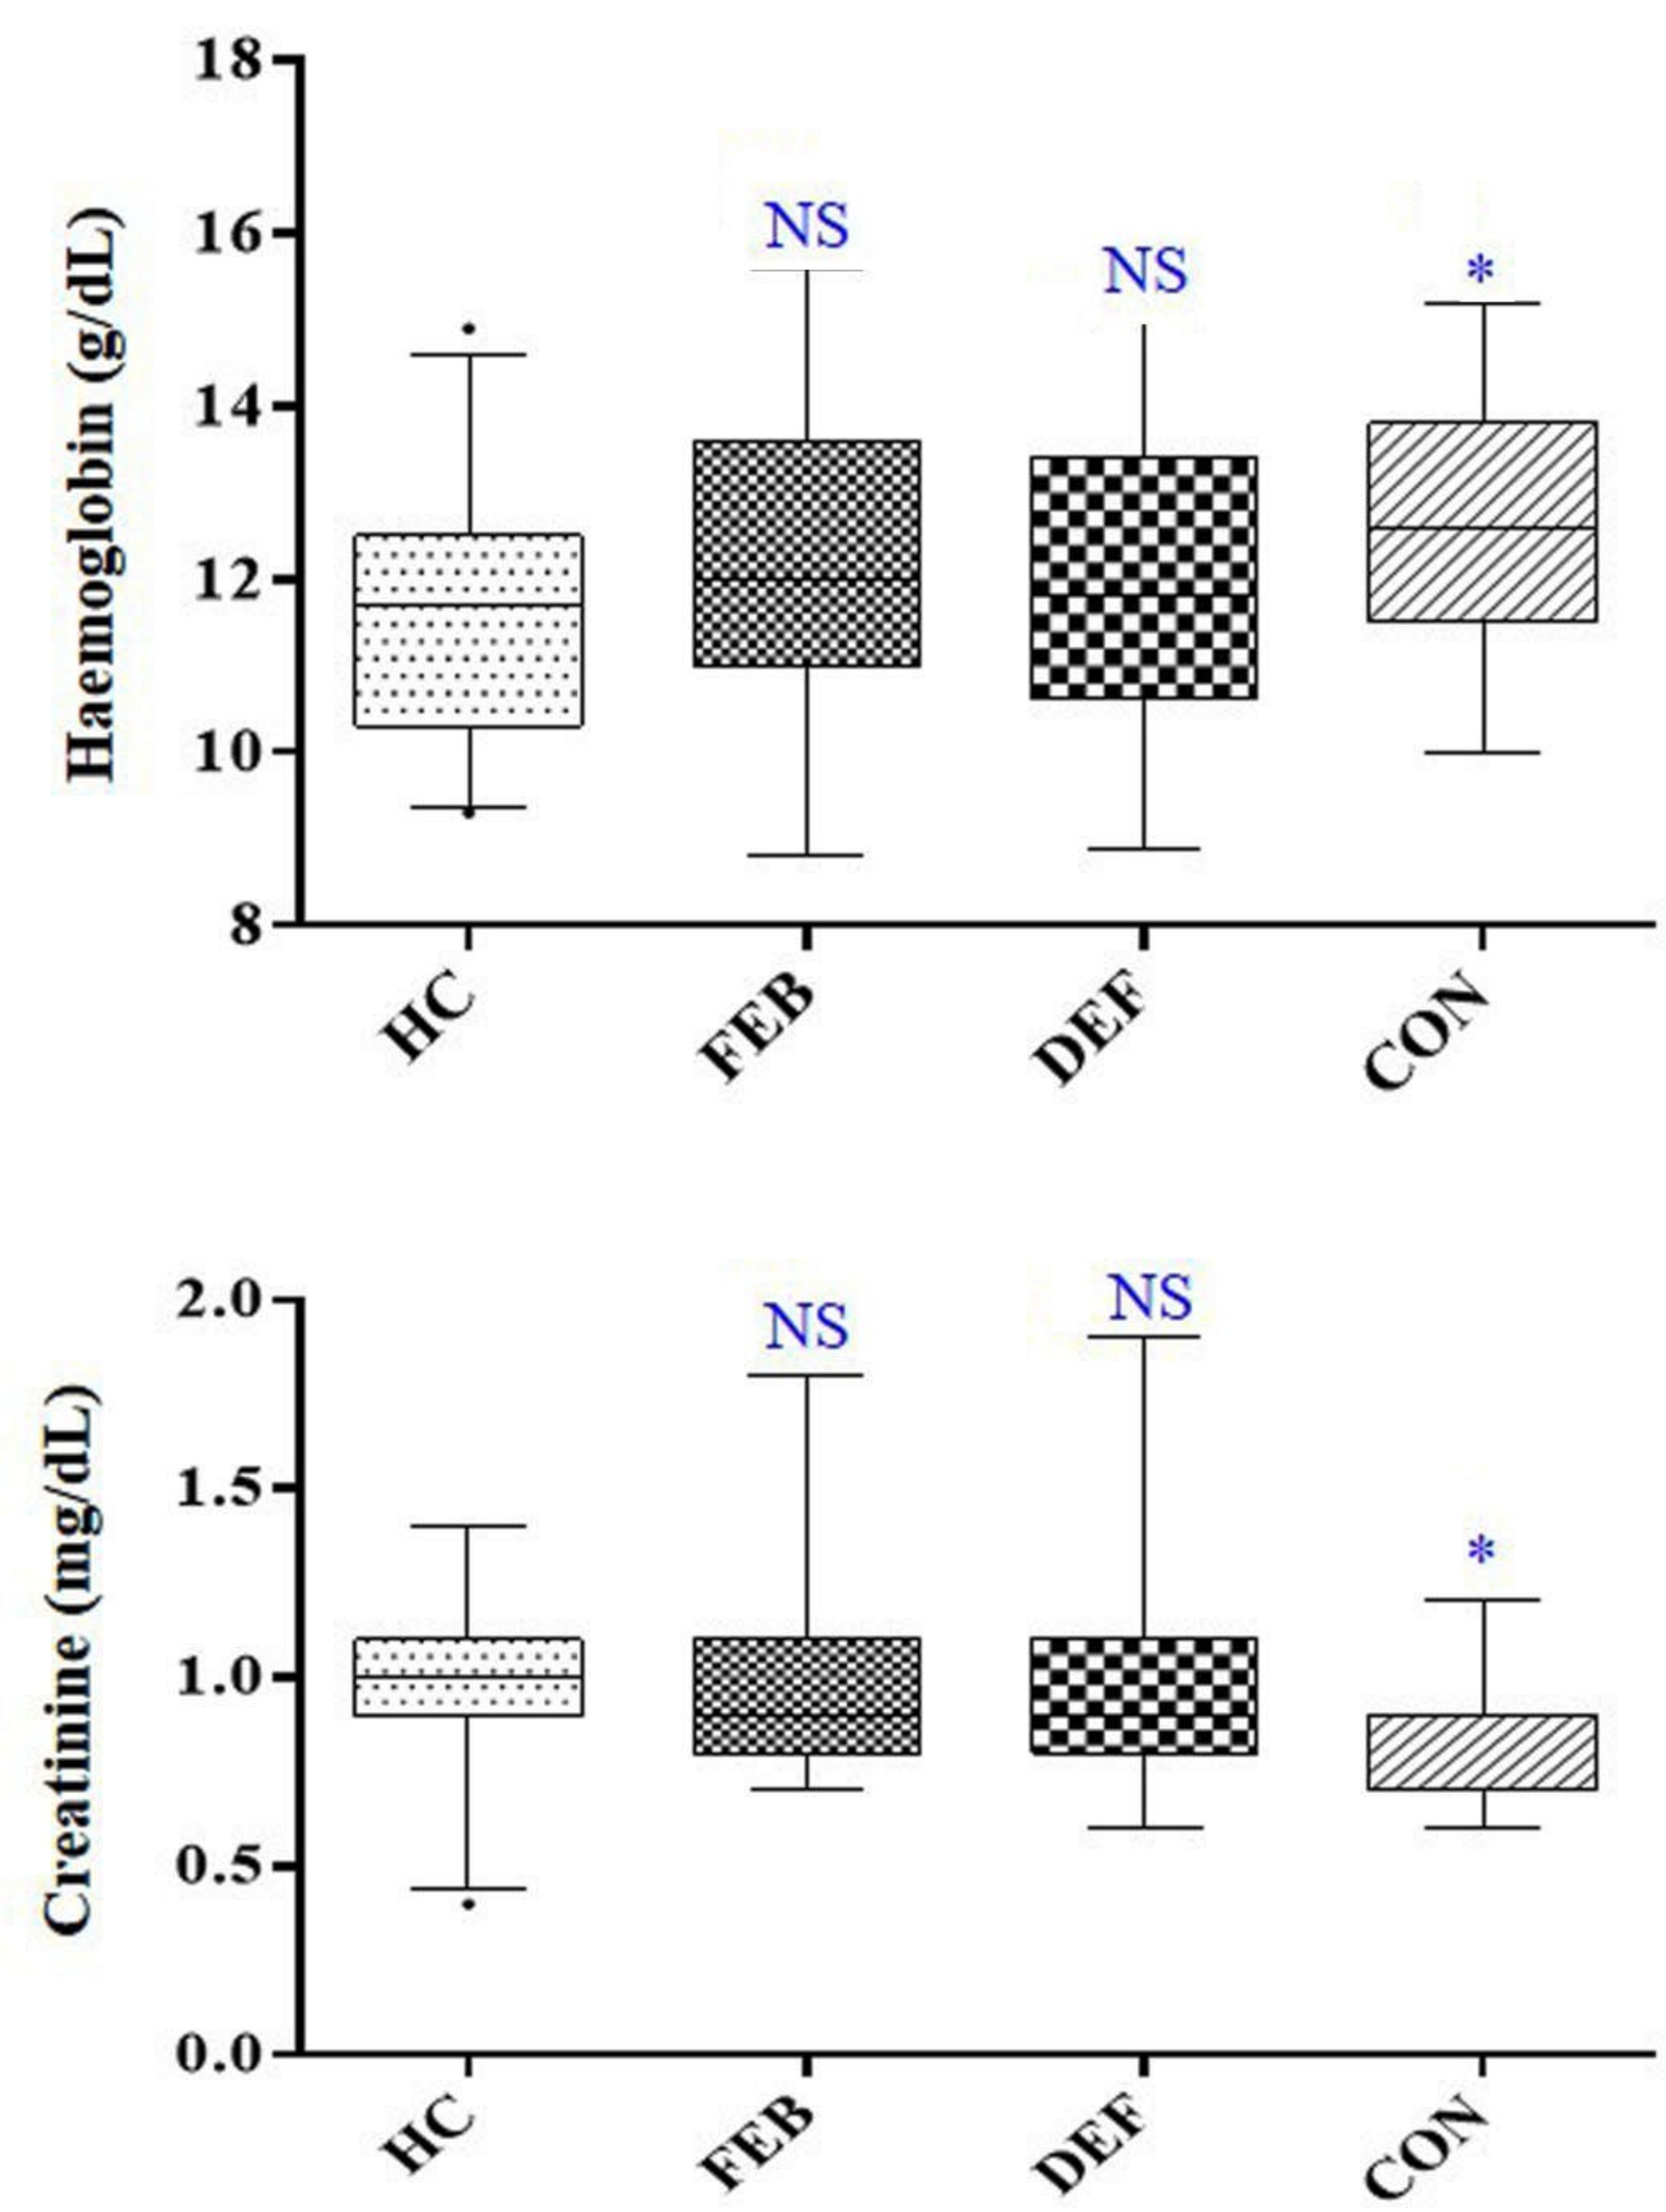 Haemoglobin (g/dL)
18
16
14
12
10
8
NS
NS
*
HC
FEB
DEF
CON
Creatinine (mg/dL)
2.0
1.5
1.0
0.5
0.0
NS
NS
*
HC
FEB
DEF
CON